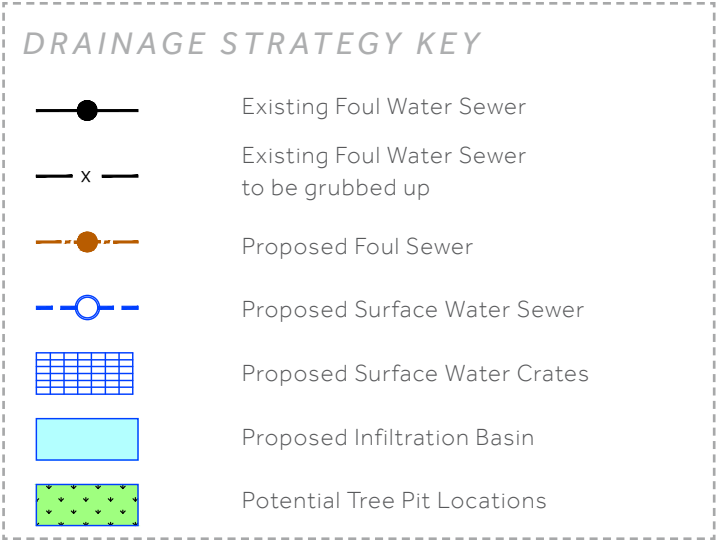 DRAINAGE STRATEGY KEY
Existing Foul Water Sewer
x
Existing Foul Water Sewer
to be grubbed up
Proposed Foul Sewer
Proposed Surface Water Sewer
Proposed Surface Water Crates
Proposed Infiltration Basin
Potential Tree Pit Locations